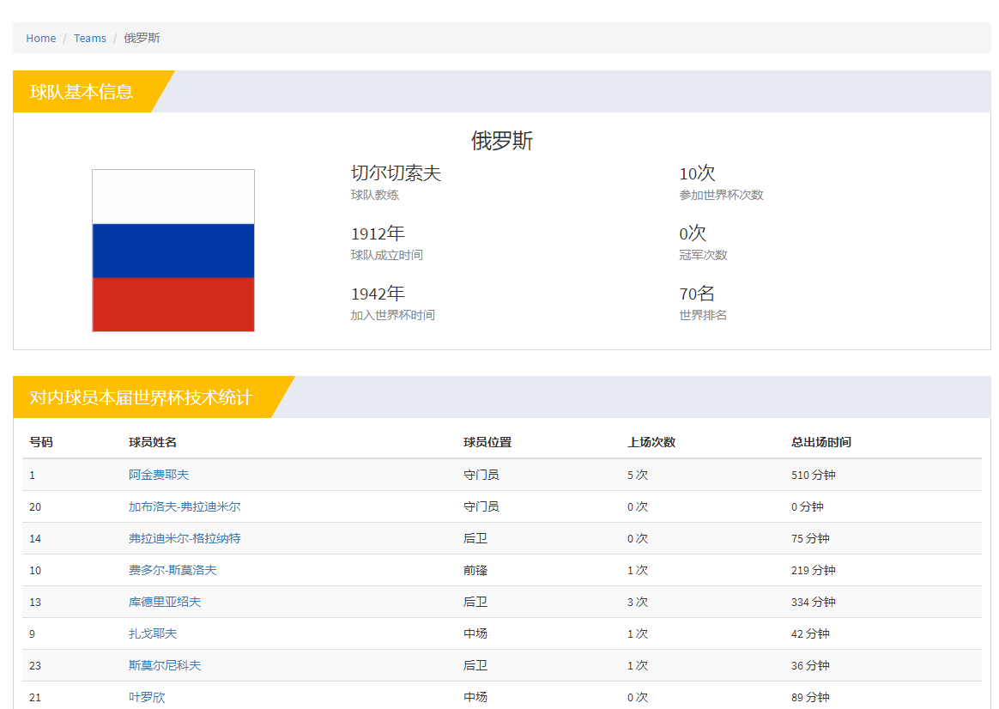 Home / Teams / 俄罗斯
球队基本信息
俄罗斯
切尔切索夫
球队教练
10次
参加世界杯次数
1912年
球队成立时间
0次
冠军次数
1942年
加入世界杯时间
70名
世界排名
对内球员本届世界杯技术统计
号码 球员姓名 球员位置 上场次数 总出场时间
1 阿金费耶夫 守门员 5 次 510 分钟
20 加布洛夫-弗拉迪米尔 守门员 0 次 0 分钟
14 弗拉迪米尔-格拉纳特 后卫 0 次 75 分钟
10 费多尔-斯莫洛夫 前锋 1 次 219 分钟
13 库德里亚绍夫 后卫 3 次 334 分钟
9 扎戈耶夫 中场 1 次 42 分钟
23 斯莫尔尼科夫 后卫 1 次 36 分钟
21 叶罗欣 中场 0 次 89 分钟